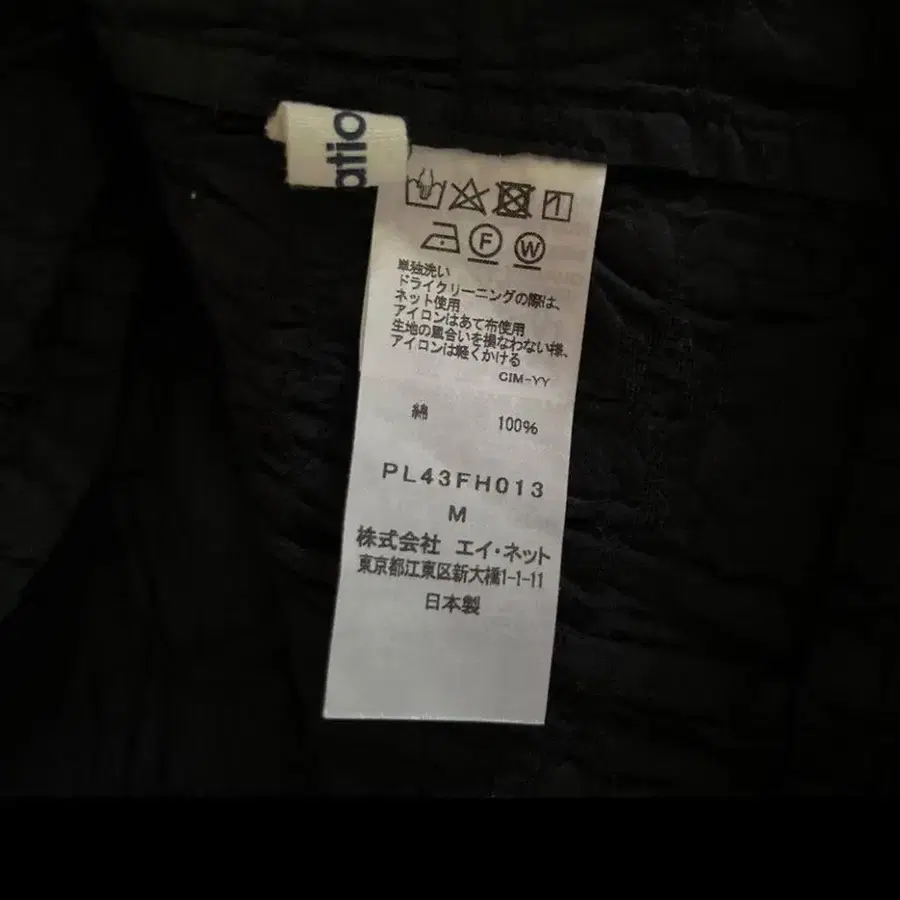 atio
F W
単独洗い
ドライクリーニングの際は、
ネット使用
アイロンはあて布使用
生地の風合いを損なわない様、
アイロンは軽くかける
CIM-YY
綿 100%
PL43FH013
M
株式会社 エイ・ネット
東京都江東区新大橋1-1-11
日本製